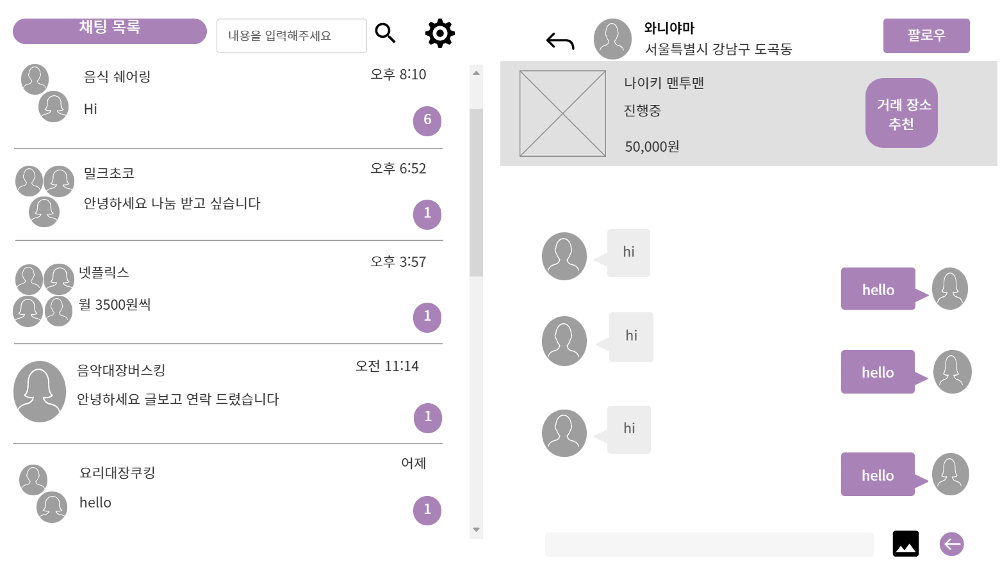 채팅 목록
내용을 입력해주세요
음식 쉐어링
오후 8:10
Hi
6
밀크초코
오후 6:52
안녕하세요 나눔 받고 싶습니다
1
넷플릭스
오후 3:57
월 3500원씩
1
음악대장버스킹
오전 11:14
안녕하세요 글보고 연락 드렸습니다
1
요리대장쿠킹
어제
hello
1
와니야마
서울특별시 강남구 도곡동
팔로우
나이키 맨투맨
진행중
50,000원
거래 장소
추천
hi
hello
hi
hello
hi
hello